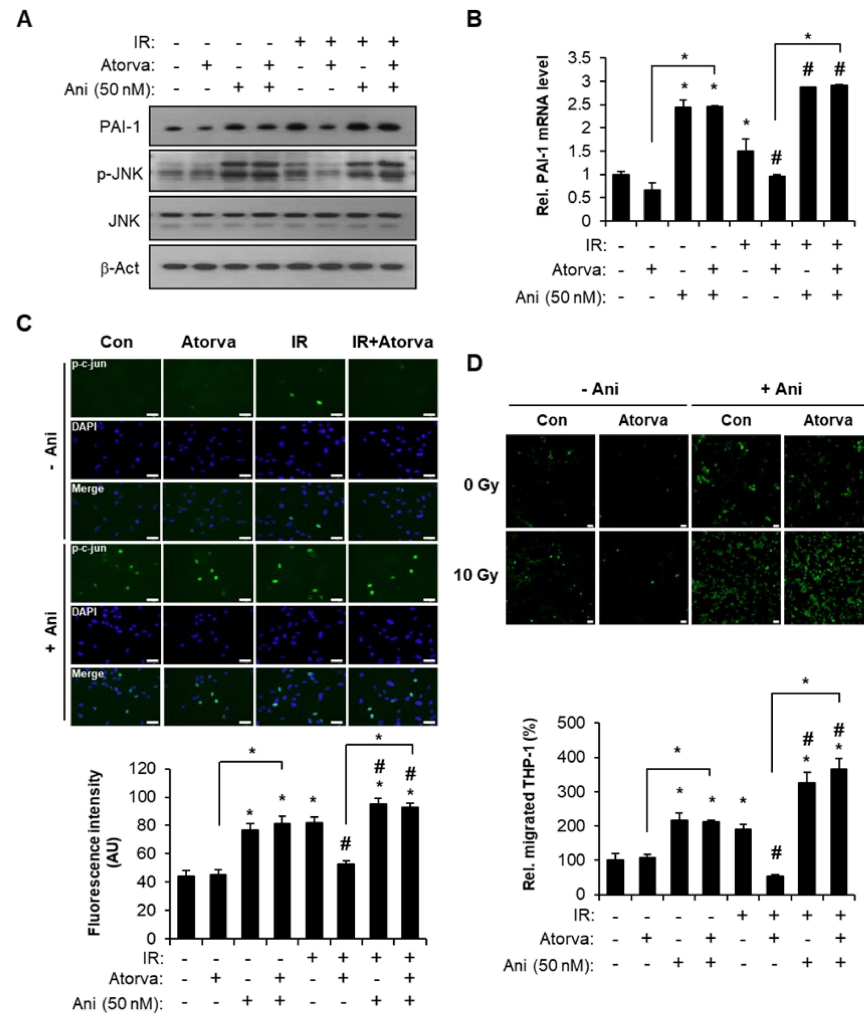 A
IR: - - - - + + + +
Atorva: - + - + - + - +
Ani (50 nM): - - + + - - + +
PAI-1
p-JNK
JNK
β-Act
B
Rel. PAI-1 mRNA level
3.5
3
2.5
2
1.5
1
0.5
0
* * * * * # # #
IR: - - - - + + + +
Atorva: - + - + - + - +
Ani (50 nM): - - + + - - + +
C
Con Atorva IR IR+Atorva
- Ani
p-c-jun
DAPI
Merge
+ Ani
p-c-jun
DAPI
Merge
Fluorescence intensity
(AU)
120
100
80
60
40
20
0
* * * * * # # * # *
IR: - - - - + + + +
Atorva: - + - + - + - +
Ani (50 nM): - - + + - - + +
D
- Ani + Ani
Con Atorva Con Atorva
0 Gy
10 Gy
Rel. migrated THP-1 (%)
500
400
300
200
100
0
* * * * * # # * # *
IR: - - - - + + + +
Atorva: - + - + - + - +
Ani (50 nM): - - + + - - + +